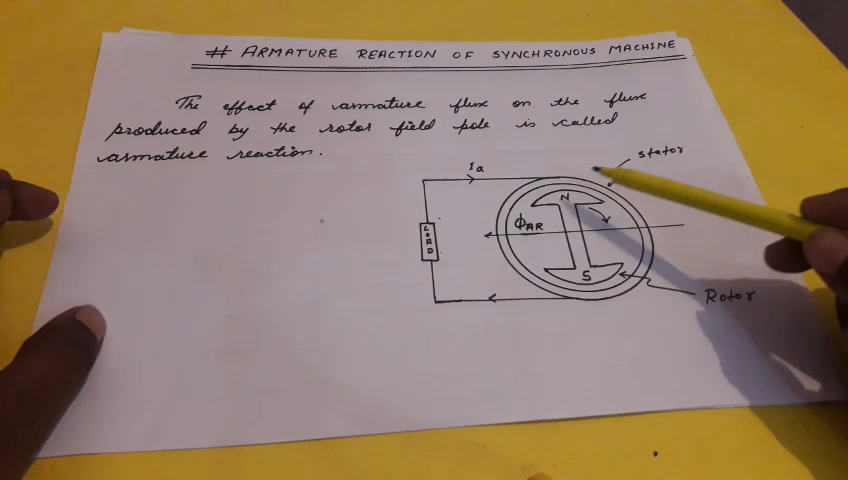 # ARMATURE REACTION OF SYNCHRONOUS MACHINE
The effect of armature flux on the flux
produced by the rotor field pole is called
armature reaction.
Ia
stator
N
ΦAR
LOAD
S
Rotor